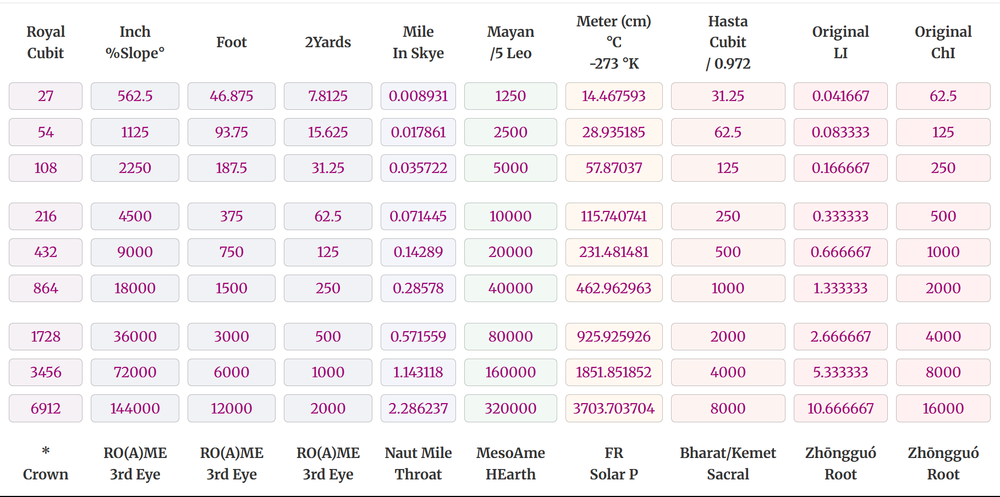 Royal Cubit	Inch %Slope°	Foot	2Yards	Mile In Skye	Mayan /5 Leo	Meter (cm) °C -273 °K	Hasta Cubit / 0.972	Original LI	Original ChI
27	562.5	46.875	7.8125	0.008931	1250	14.467593	31.25	0.041667	62.5
54	1125	93.75	15.625	0.017861	2500	28.935185	62.5	0.083333	125
108	2250	187.5	31.25	0.035722	5000	57.87037	125	0.166667	250
216	4500	375	62.5	0.071445	10000	115.740741	250	0.333333	500
432	9000	750	125	0.14289	20000	231.481481	500	0.666667	1000
864	18000	1500	250	0.28578	40000	462.962963	1000	1.333333	2000
1728	36000	3000	500	0.571559	80000	925.925926	2000	2.666667	4000
3456	72000	6000	1000	1.143118	160000	1851.851852	4000	5.333333	8000
6912	144000	12000	2000	2.286237	320000	3703.703704	8000	10.666667	16000
* Crown	RO(A)ME 3rd Eye	RO(A)ME 3rd Eye	RO(A)ME 3rd Eye	Naut Mile Throat	MesoAme HEarth	FR Solar P	Bharat/Kemet Sacral	Zhōngguó Root	Zhōngguó Root